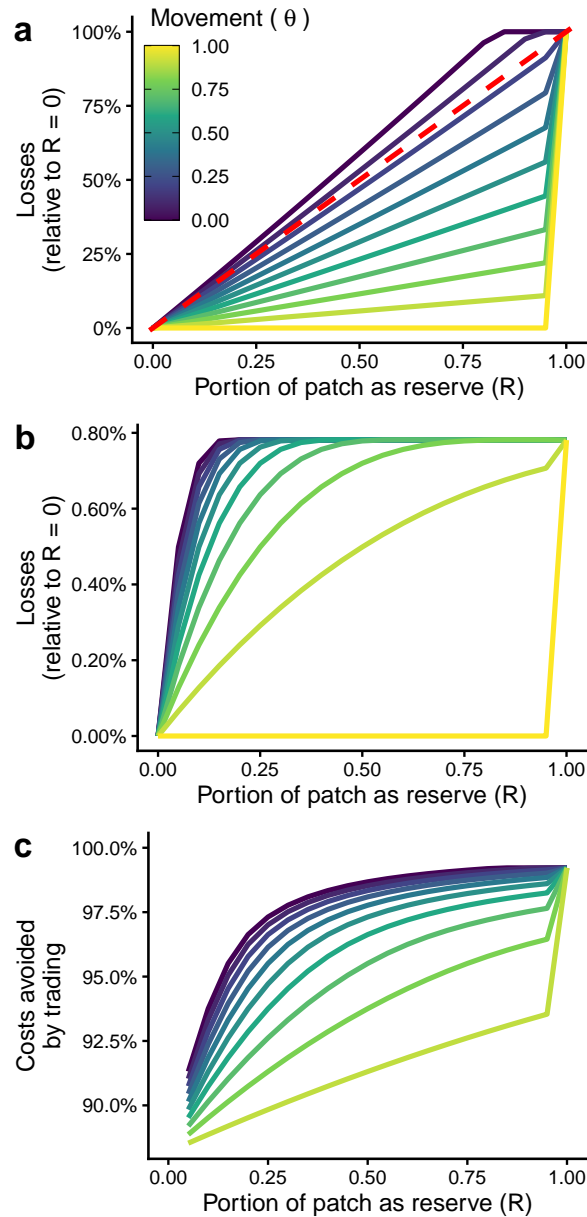 a
Movement ( θ )
1.00
0.75
0.50
0.25
0.00
100%
75%
50%
25%
0%
Losses
(relative to R = 0)
0.00
0.25
0.50
0.75
1.00
Portion of patch as reserve (R)
b
0.80%
0.60%
0.40%
0.20%
0.00%
Losses
(relative to R = 0)
0.00
0.25
0.50
0.75
1.00
Portion of patch as reserve (R)
c
100.0%
97.5%
95.0%
92.5%
90.0%
Costs avoided
by trading
0.00
0.25
0.50
0.75
1.00
Portion of patch as reserve (R)